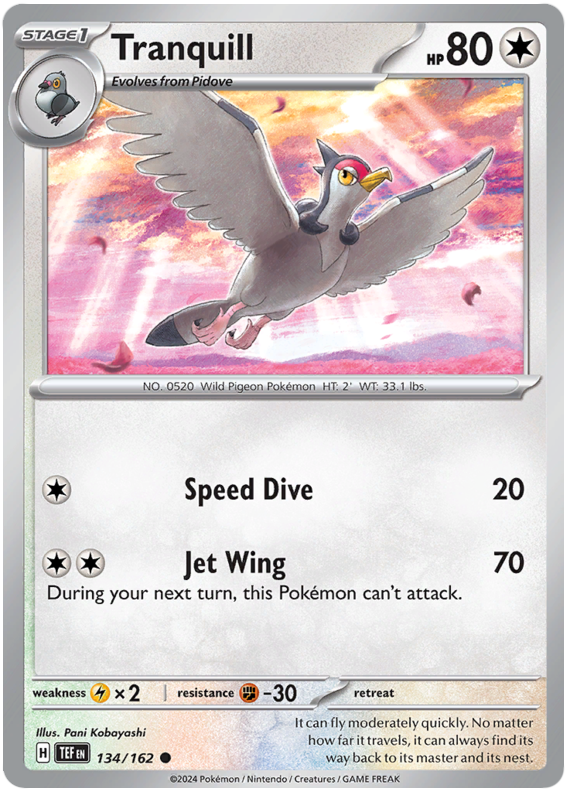 STAGE1
Tranquill
HP 80
Evolves from Pidove
NO. 0520 Wild Pigeon Pokémon HT: 2' WT: 33.1 lbs.
Speed Dive 20
Jet Wing 70
During your next turn, this Pokémon can't attack.
weakness ×2 resistance -30 retreat
Illus. Pani Kobayashi
H TEF EN 134/162
It can fly moderately quickly. No matter
how far it travels, it can always find its
way back to its master and its nest.
©2024 Pokémon / Nintendo / Creatures / GAME FREAK